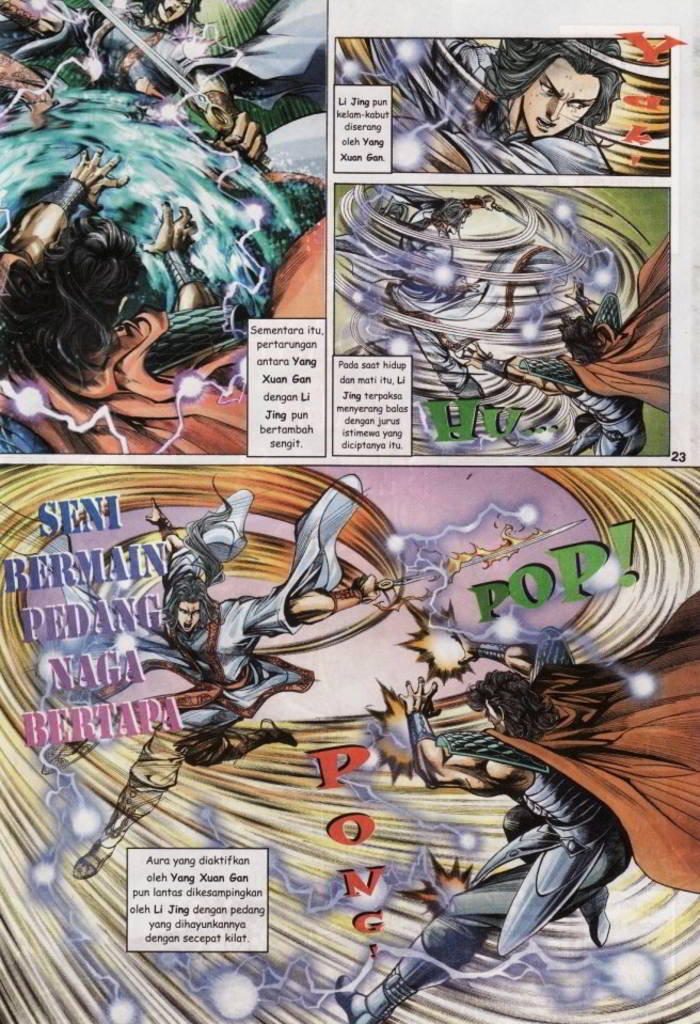 Sementara itu,
pertarungan
antara Yang
Xuan Gan
dengan Li
Jing pun
bertambah
sengit.
Li Jing pun
kelam-kabut
diserang
oleh Yang
Xuan Gan.
YAK!
Pada saat hidup
dan mati itu, Li
Jing terpaksa
menyerang balas
dengan jurus
istimewa yang
diciptanya itu.
HU...
23
SENI
BERMAIN
PEDANG
NAGA
BERTAPA
POP!
PONG!
Aura yang diaktifkan
oleh Yang Xuan Gan
pun lantas dikesampingkan
oleh Li Jing dengan pedang
yang dihayunkannya
dengan secepat kilat.